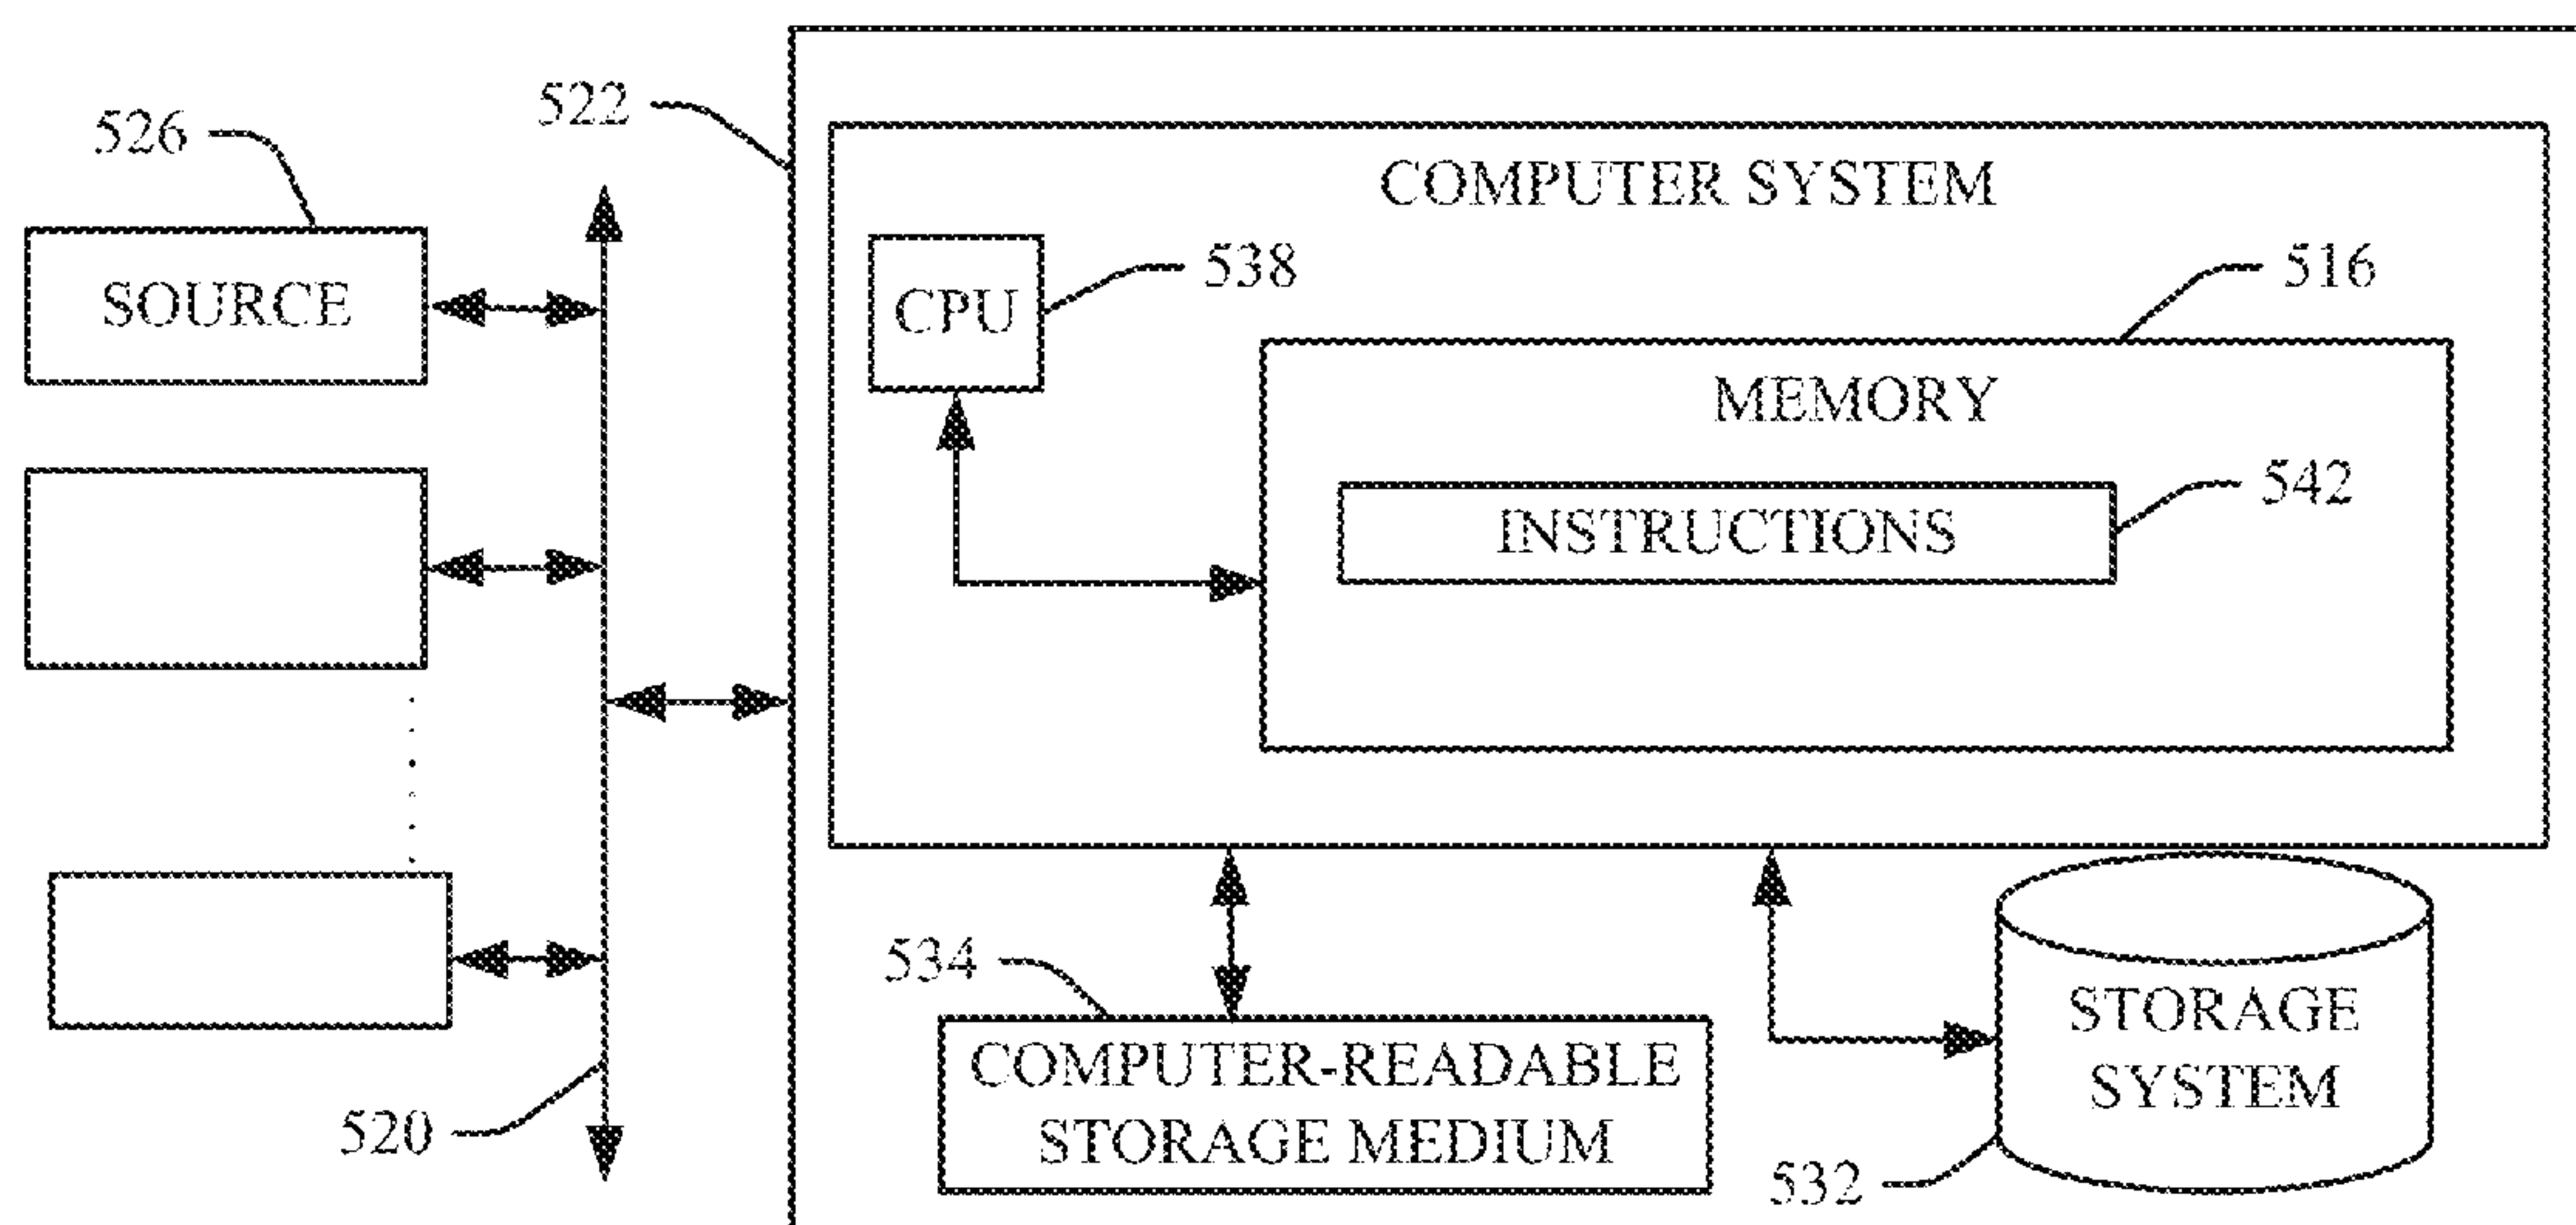 522
526
COMPUTER SYSTEM
SOURCE
CPU
538
516
MEMORY
542
INSTRUCTIONS
534
COMPUTER-READABLE
STORAGE MEDIUM
STORAGE
SYSTEM
520
532